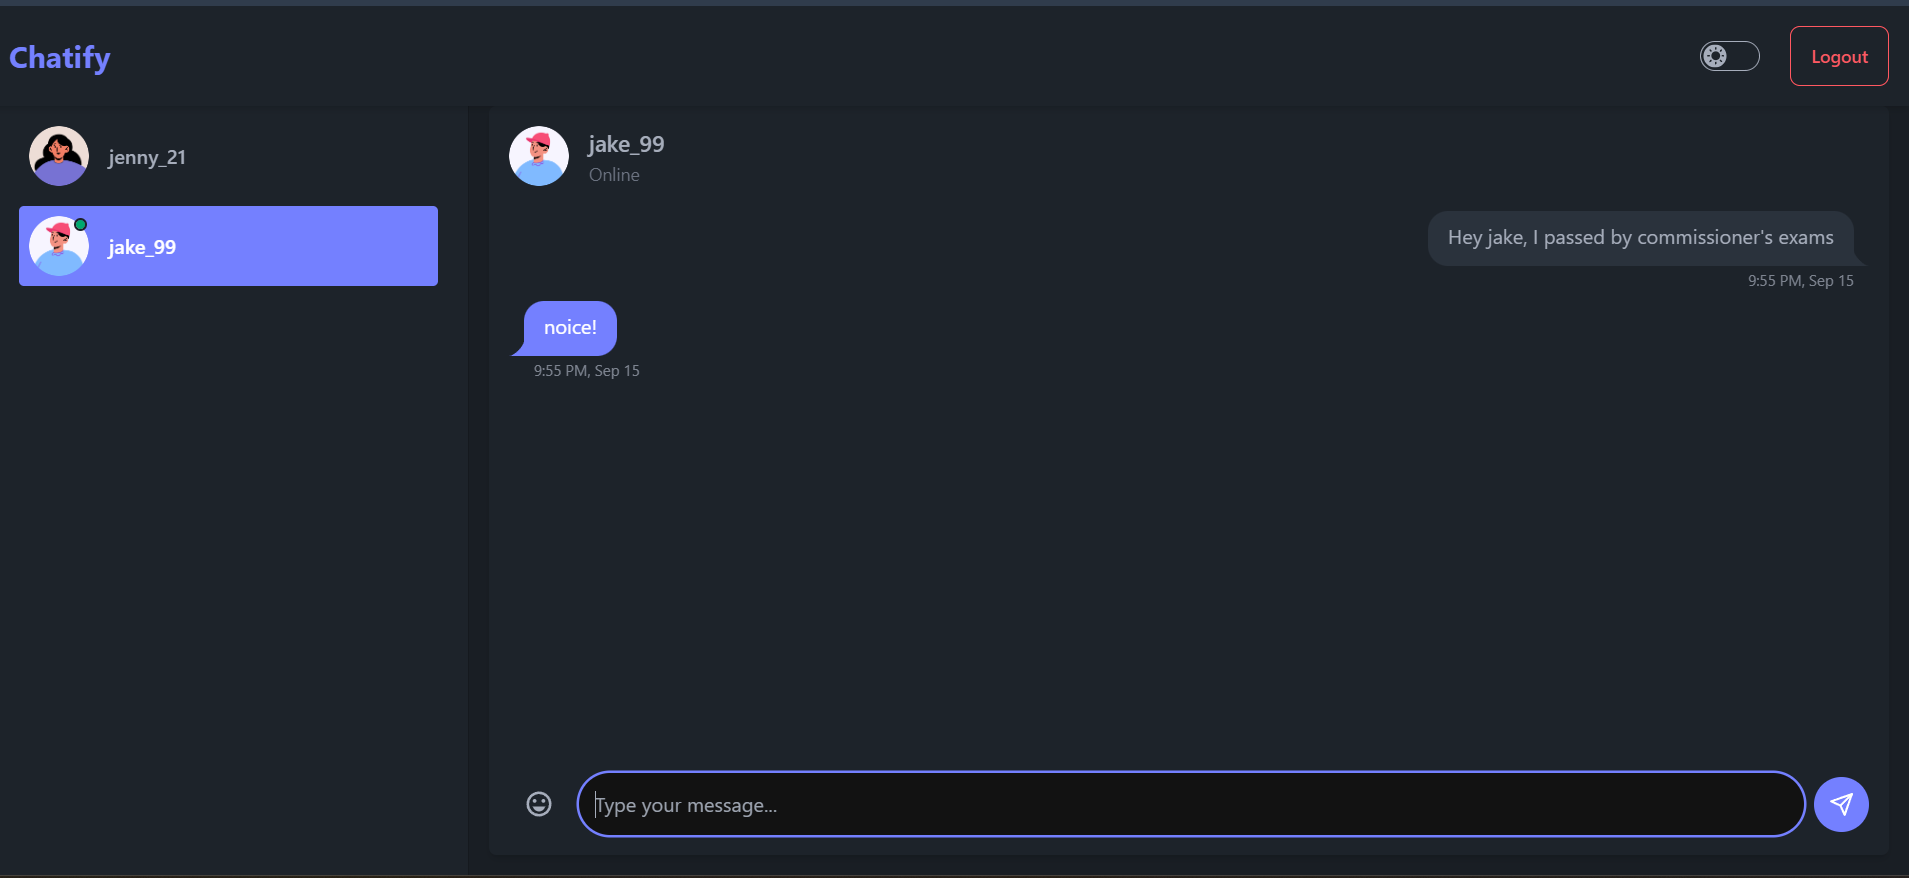 Chatify
Logout
jenny_21
jake_99
jake_99
Online
Hey jake, I passed by commissioner's exams
9:55 PM, Sep 15
noice!
9:55 PM, Sep 15
Type your message...